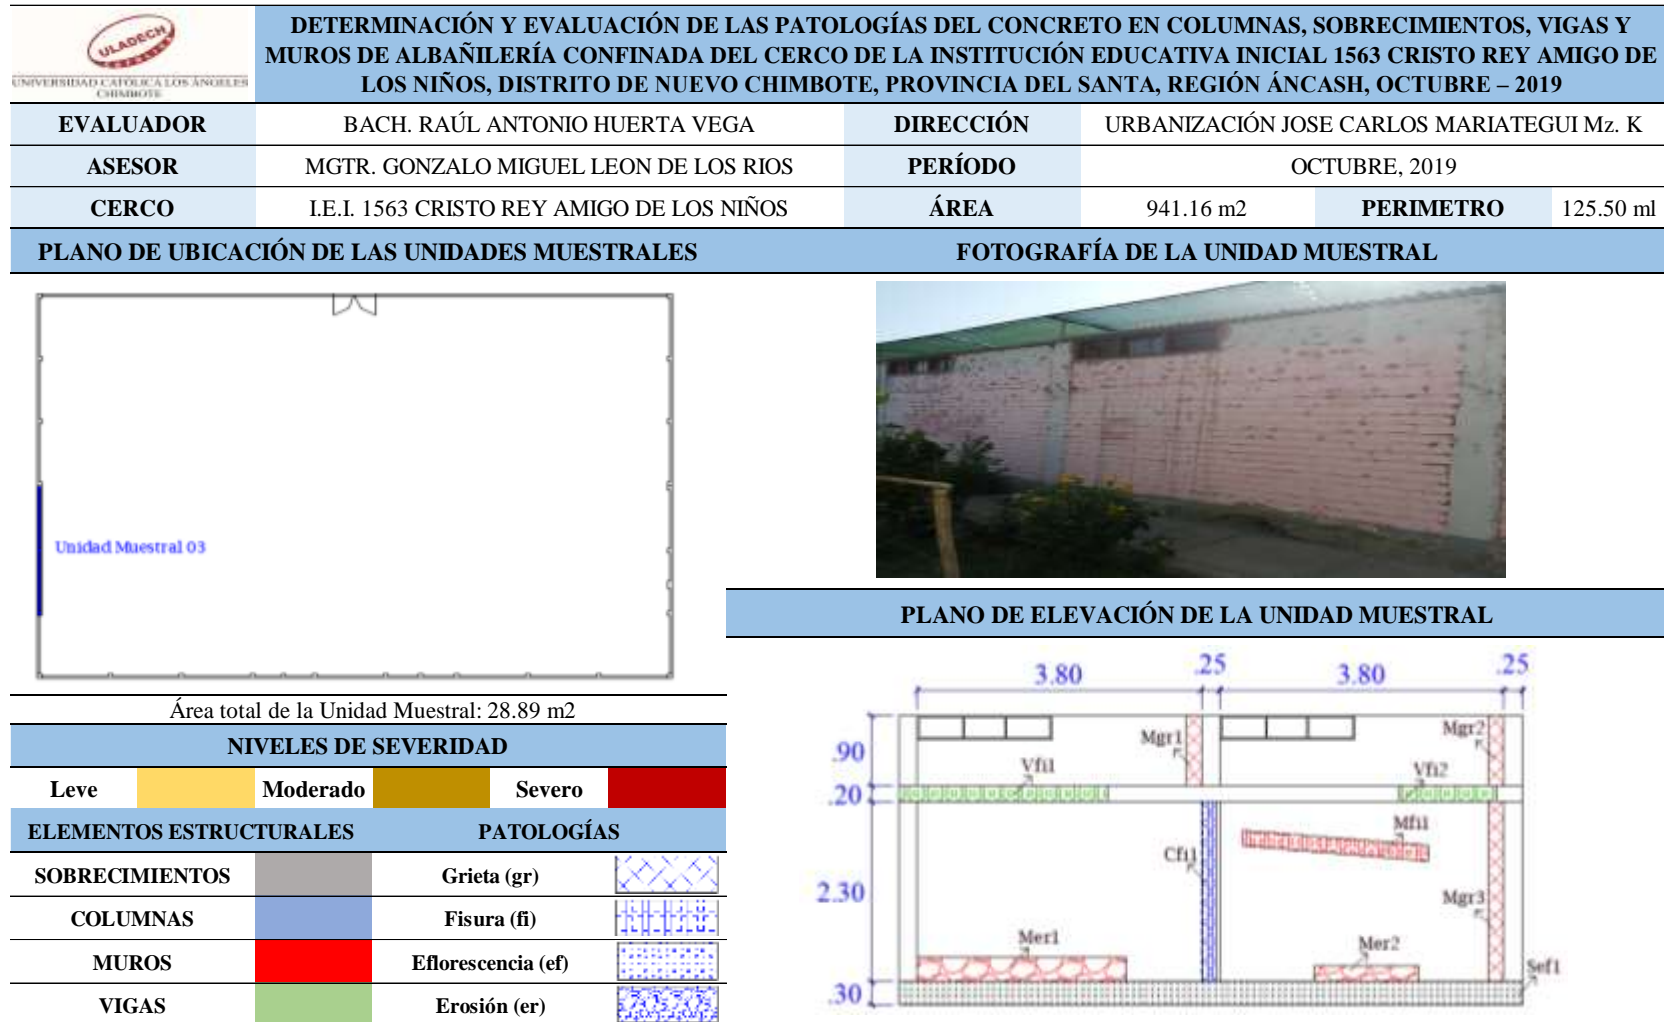 ULADECH
UNIVERSIDAD CATÓLICA LOS ÁNGELES
CHIMBOTE
DETERMINACIÓN Y EVALUACIÓN DE LAS PATOLOGÍAS DEL CONCRETO EN COLUMNAS, SOBRECIMIENTOS, VIGAS Y
MUROS DE ALBAÑILERÍA CONFINADA DEL CERCO DE LA INSTITUCIÓN EDUCATIVA INICIAL 1563 CRISTO REY AMIGO DE
LOS NIÑOS, DISTRITO DE NUEVO CHIMBOTE, PROVINCIA DEL SANTA, REGIÓN ÁNCASH, OCTUBRE – 2019
EVALUADOR BACH. RAÚL ANTONIO HUERTA VEGA DIRECCIÓN URBANIZACIÓN JOSE CARLOS MARIATEGUI Mz. K
ASESOR MGTR. GONZALO MIGUEL LEON DE LOS RIOS PERÍODO OCTUBRE, 2019
CERCO I.E.I. 1563 CRISTO REY AMIGO DE LOS NIÑOS ÁREA 941.16 m2 PERIMETRO 125.50 ml
PLANO DE UBICACIÓN DE LAS UNIDADES MUESTRALES FOTOGRAFÍA DE LA UNIDAD MUESTRAL
Unidad Muestral 03
Área total de la Unidad Muestral: 28.89 m2
NIVELES DE SEVERIDAD
Leve Moderado Severo
ELEMENTOS ESTRUCTURALES PATOLOGÍAS
SOBRECIMIENTOS Grieta (gr)
COLUMNAS Fisura (fi)
MUROS Eflorescencia (ef)
VIGAS Erosión (er)
PLANO DE ELEVACIÓN DE LA UNIDAD MUESTRAL
3.80 .25 3.80 .25
.90
Mgr1
Mgr2
Vfi1
Vfi2
.20
Mfi1
Cfi1
2.30
Mgr3
Mer1
Mer2
Sef1
.30